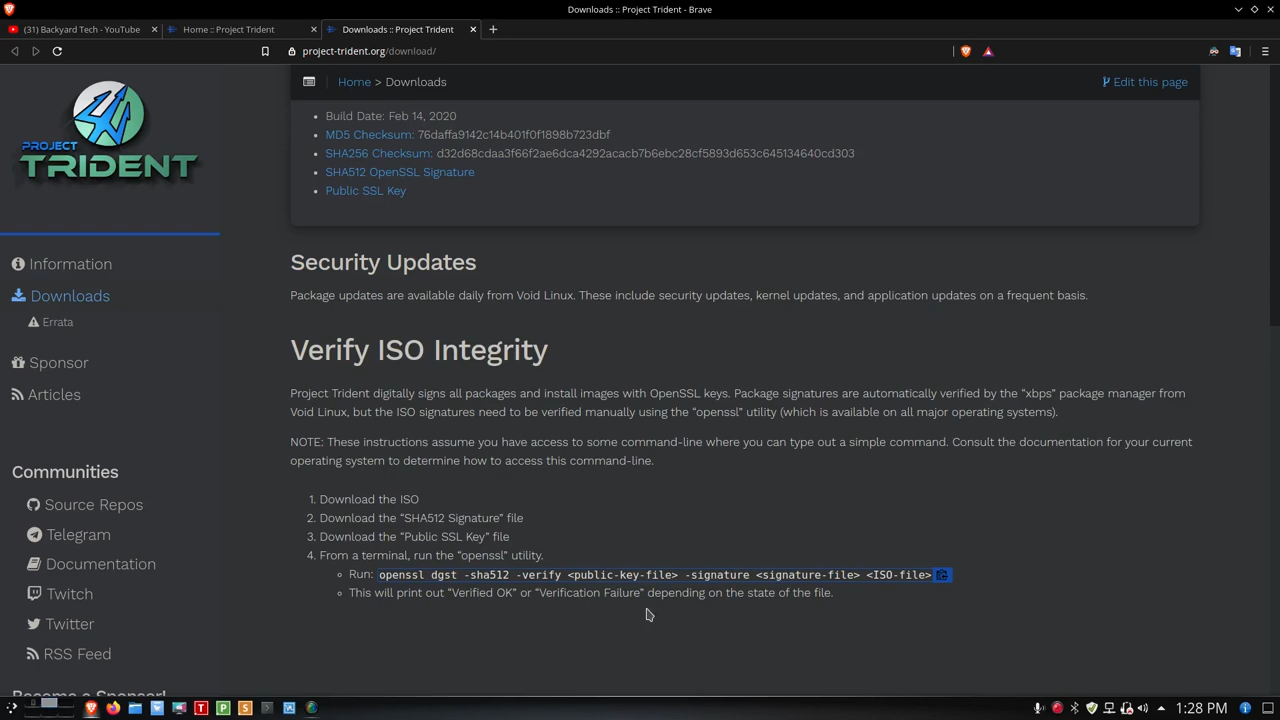 Downloads :: Project Trident - Brave
(31) Backyard Tech - YouTube
Home :: Project Trident
Downloads :: Project Trident
project-trident.org/download/
PROJECT
TRIDENT
Information
Downloads
Errata
Sponsor
Articles
Communities
Source Repos
Telegram
Documentation
Twitch
Twitter
RSS Feed
Become a Sponsor!
Home > Downloads
Edit this page
Build Date: Feb 14, 2020
MD5 Checksum: 76daffa9142c14b401f0f1898b723dbf
SHA256 Checksum: d32d68cdaa3f66f2ae6dca4292acacb7b6ebc28cf5893d653c645134640cd303
SHA512 OpenSSL Signature
Public SSL Key
Security Updates
Package updates are available daily from Void Linux. These include security updates, kernel updates, and application updates on a frequent basis.
Verify ISO Integrity
Project Trident digitally signs all packages and install images with OpenSSL keys. Package signatures are automatically verified by the "xbps" package manager from
Void Linux, but the ISO signatures need to be verified manually using the "openssl" utility (which is available on all major operating systems).
NOTE: These instructions assume you have access to some command-line where you can type out a simple command. Consult the documentation for your current
operating system to determine how to access this command-line.
1. Download the ISO
2. Download the “SHA512 Signature” file
3. Download the “Public SSL Key” file
4. From a terminal, run the “openssl” utility.
Run: openssl dgst -sha512 -verify <public-key-file> -signature <signature-file> <ISO-file>
This will print out “Verified OK” or “Verification Failure” depending on the state of the file.
T P S
1:28 PM